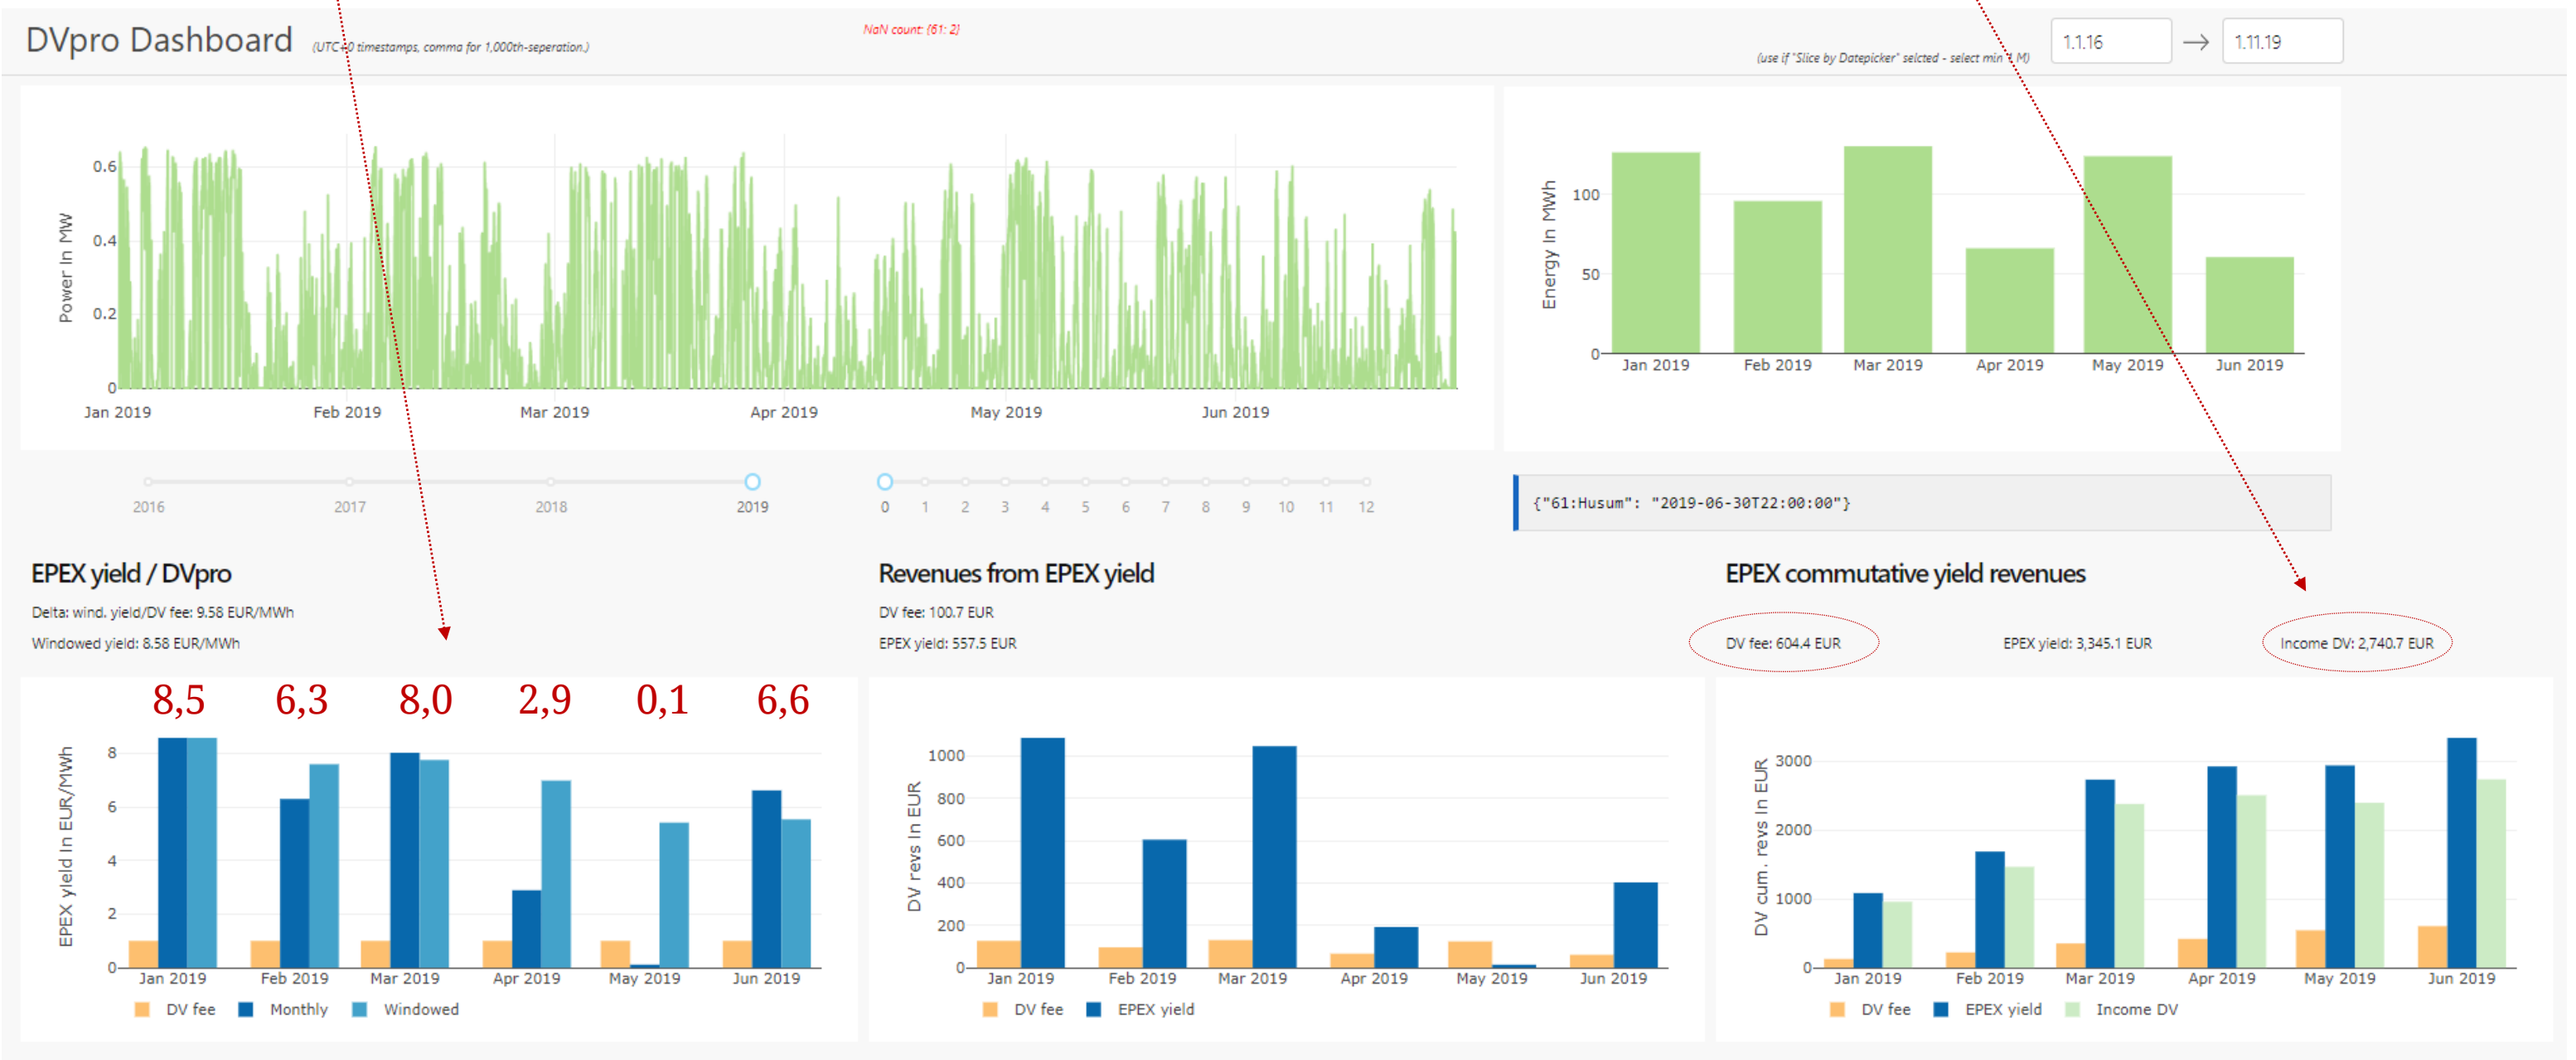 DVpro Dashboard (UTC+0 timestamps, comma for 1,000th-seperation.)
NaN count: {61: 2}
(use if "Slice by Datepicker" selcted - select min 1 M)
1.1.16 → 1.11.19
Power in MW
0.6
0.4
0.2
0
Jan 2019 Feb 2019 Mar 2019 Apr 2019 May 2019 Jun 2019
Energy in MWh
100
50
0
Jan 2019 Feb 2019 Mar 2019 Apr 2019 May 2019 Jun 2019
2016 2017 2018 2019
0 1 2 3 4 5 6 7 8 9 10 11 12
{"61:Husum": "2019-06-30T22:00:00"}
EPEX yield / DVpro
Delta: wind. yield/DV fee: 9.58 EUR/MWh
Windowed yield: 8.58 EUR/MWh
8,5 6,3 8,0 2,9 0,1 6,6
EPEX yield in EUR/MWh
8
6
4
2
0
Jan 2019 Feb 2019 Mar 2019 Apr 2019 May 2019 Jun 2019
DV fee Monthly Windowed
Revenues from EPEX yield
DV fee: 100.7 EUR
EPEX yield: 557.5 EUR
DV revs in EUR
1000
800
600
400
200
0
Jan 2019 Feb 2019 Mar 2019 Apr 2019 May 2019 Jun 2019
DV fee EPEX yield
EPEX commutative yield revenues
DV fee: 604.4 EUR EPEX yield: 3,345.1 EUR Income DV: 2,740.7 EUR
DV cum. revs in EUR
3000
2000
1000
0
Jan 2019 Feb 2019 Mar 2019 Apr 2019 May 2019 Jun 2019
DV fee EPEX yield Income DV